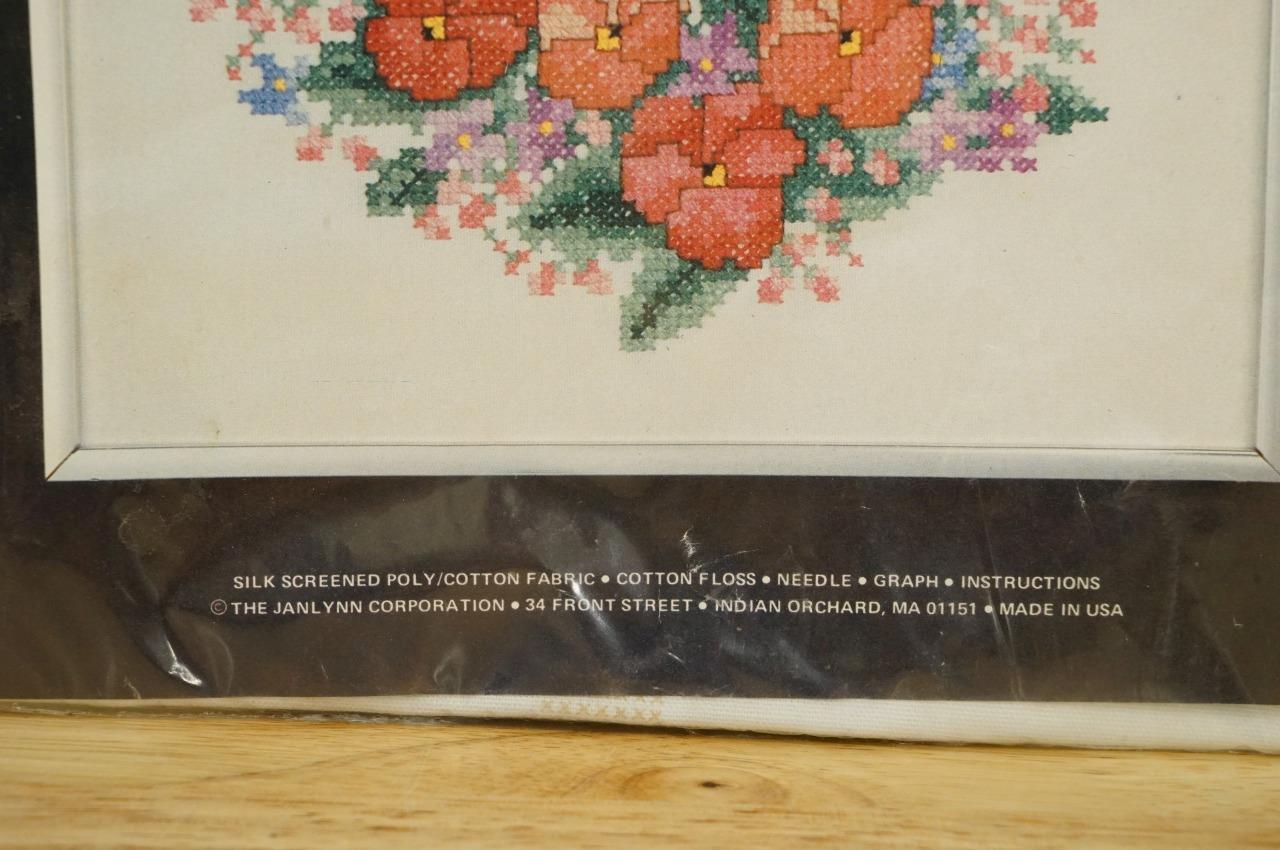 SILK SCREENED POLY/COTTON FABRIC • COTTON FLOSS • NEEDLE • GRAPH • INSTRUCTIONS
© THE JANLYNN CORPORATION • 34 FRONT STREET • INDIAN ORCHARD, MA 01151 • MADE IN USA